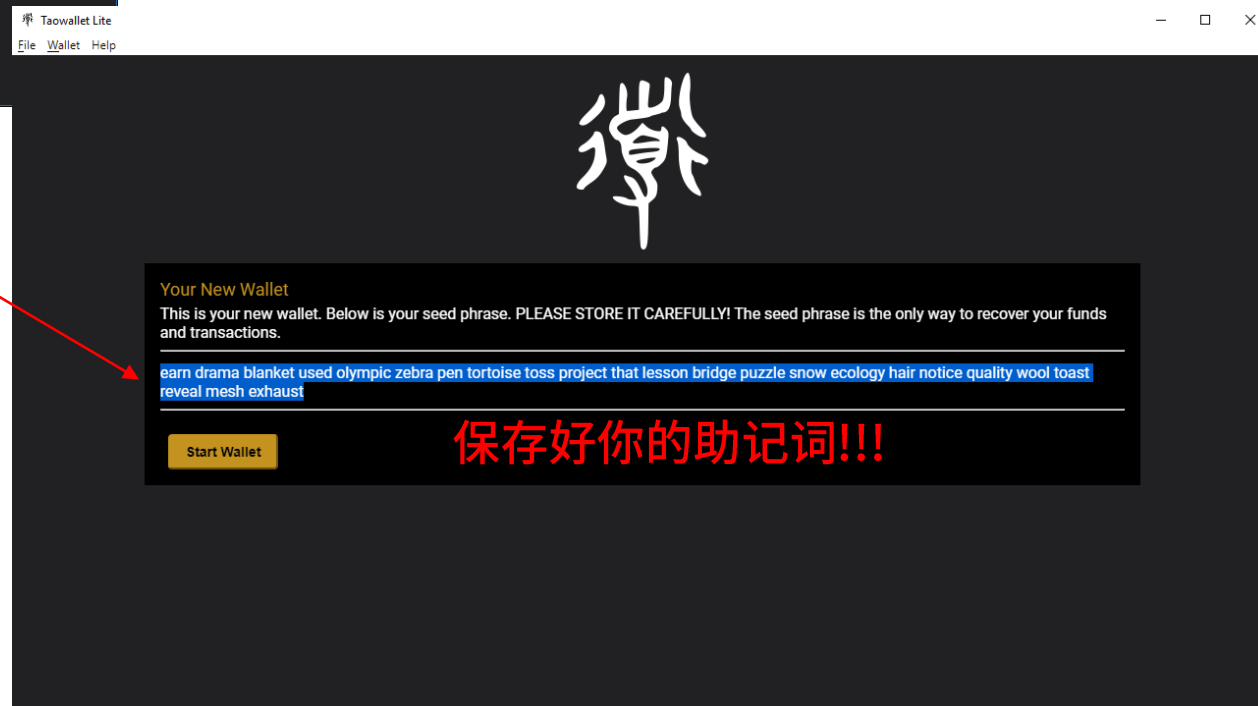 Taowallet Lite
File Wallet Help
Your New Wallet
This is your new wallet. Below is your seed phrase. PLEASE STORE IT CAREFULLY! The seed phrase is the only way to recover your funds
and transactions.
earn drama blanket used olympic zebra pen tortoise toss project that lesson bridge puzzle snow ecology hair notice quality wool toast
reveal mesh exhaust
保存好你的助记词!!!
Start Wallet